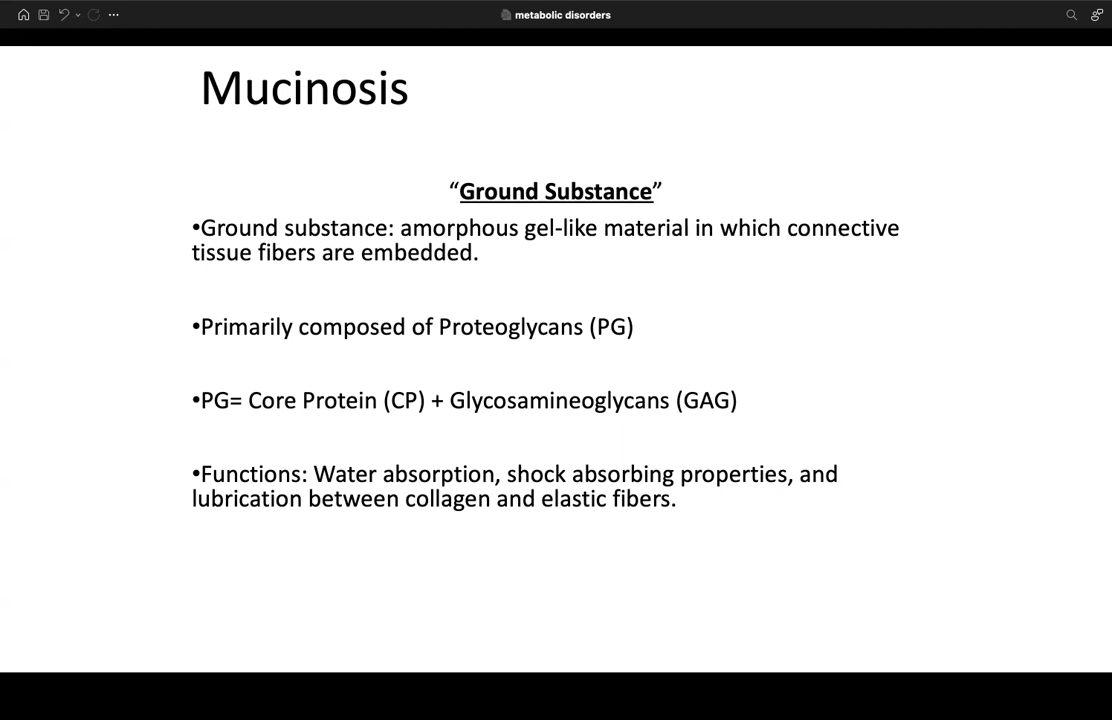 metabolic disorders
Mucinosis
“Ground Substance”
•Ground substance: amorphous gel-like material in which connective
tissue fibers are embedded.
•Primarily composed of Proteoglycans (PG)
•PG= Core Protein (CP) + Glycosamineoglycans (GAG)
•Functions: Water absorption, shock absorbing properties, and
lubrication between collagen and elastic fibers.